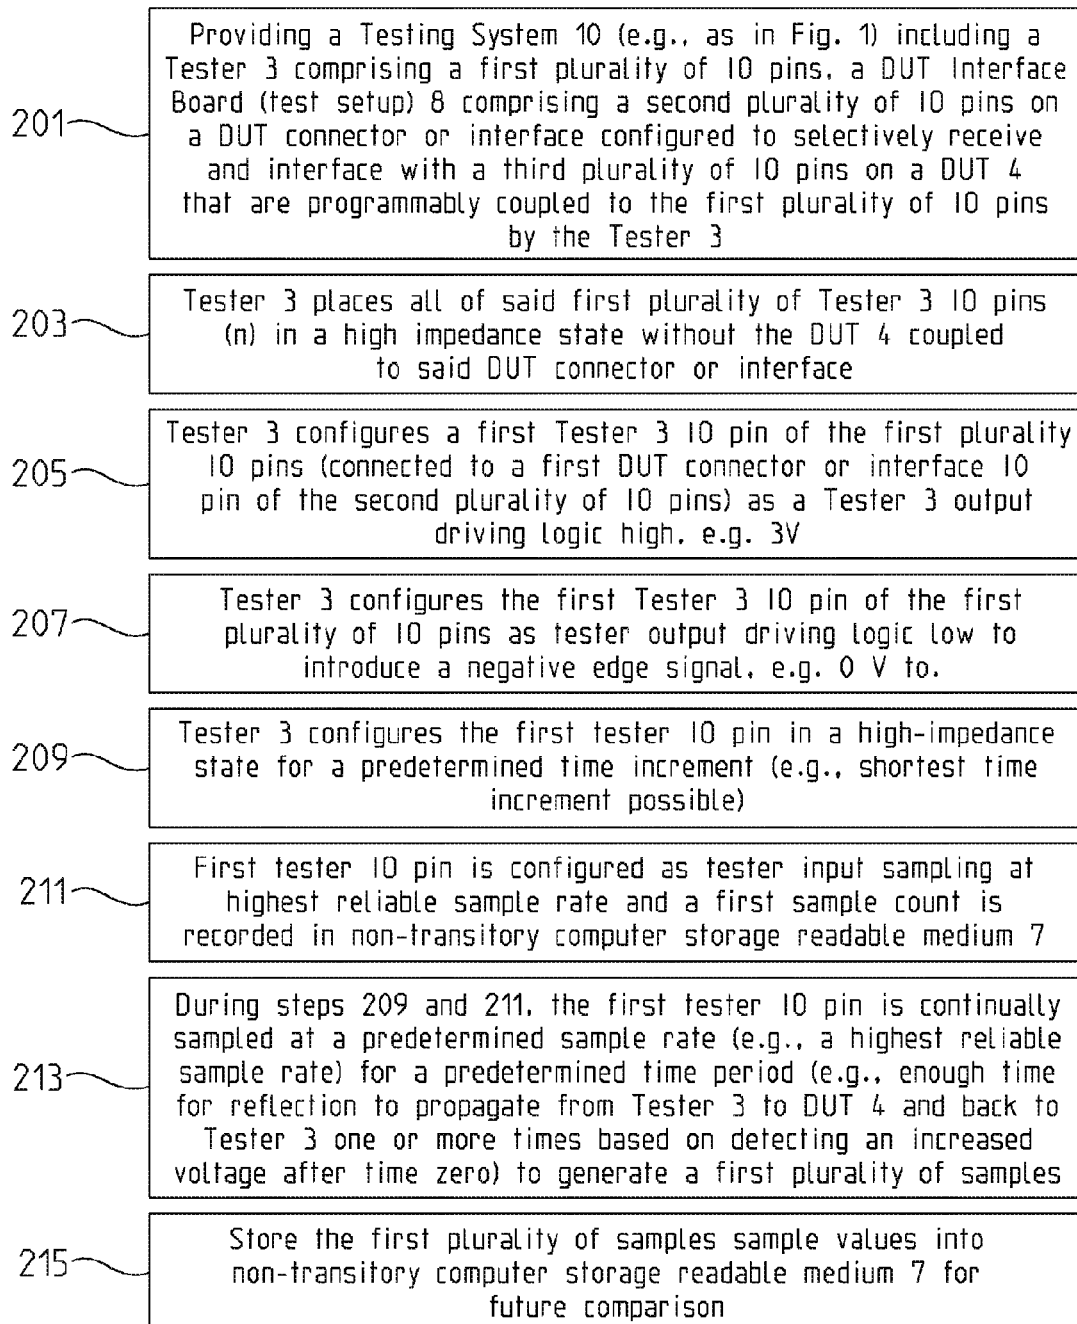 Providing a Testing System 10 (e.g., as in Fig. 1) including a
Tester 3 comprising a first plurality of IO pins, a DUT Interface
Board (test setup) 8 comprising a second plurality of IO pins on
a DUT connector or interface configured to selectively receive
and interface with a third plurality of IO pins on a DUT 4
that are programmably coupled to the first plurality of IO pins
by the Tester 3
201
Tester 3 places all of said first plurality of Tester 3 IO pins
(n) in a high impedance state without the DUT 4 coupled
to said DUT connector or interface
203
Tester 3 configures a first Tester 3 IO pin of the first plurality
IO pins (connected to a first DUT connector or interface IO
pin of the second plurality of IO pins) as a Tester 3 output
driving logic high, e.g. 3V
205
Tester 3 configures the first Tester 3 IO pin of the first
plurality of IO pins as tester output driving logic low to
introduce a negative edge signal, e.g. 0 V to.
207
Tester 3 configures the first tester IO pin in a high-impedance
state for a predetermined time increment (e.g., shortest time
increment possible)
209
First tester IO pin is configured as tester input sampling at
highest reliable sample rate and a first sample count is
recorded in non-transitory computer storage readable medium 7
211
During steps 209 and 211, the first tester IO pin is continually
sampled at a predetermined sample rate (e.g., a highest reliable
sample rate) for a predetermined time period (e.g., enough time
for reflection to propagate from Tester 3 to DUT 4 and back to
Tester 3 one or more times based on detecting an increased
voltage after time zero) to generate a first plurality of samples
213
Store the first plurality of samples sample values into
non-transitory computer storage readable medium 7 for
future comparison
215